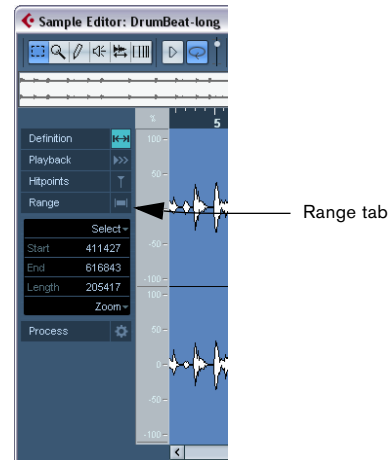 Sample Editor: DrumBeat-long
%
5
Definition
100
Playback
Hitpoints
50
Range
Range tab
Select
Start 411427
-50
End 616843
Length 205417
-100
100
Zoom
Process
50
0
-50
-100